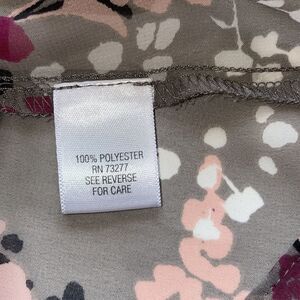 100% POLYESTER
RN 73277
SEE REVERSE
FOR CARE